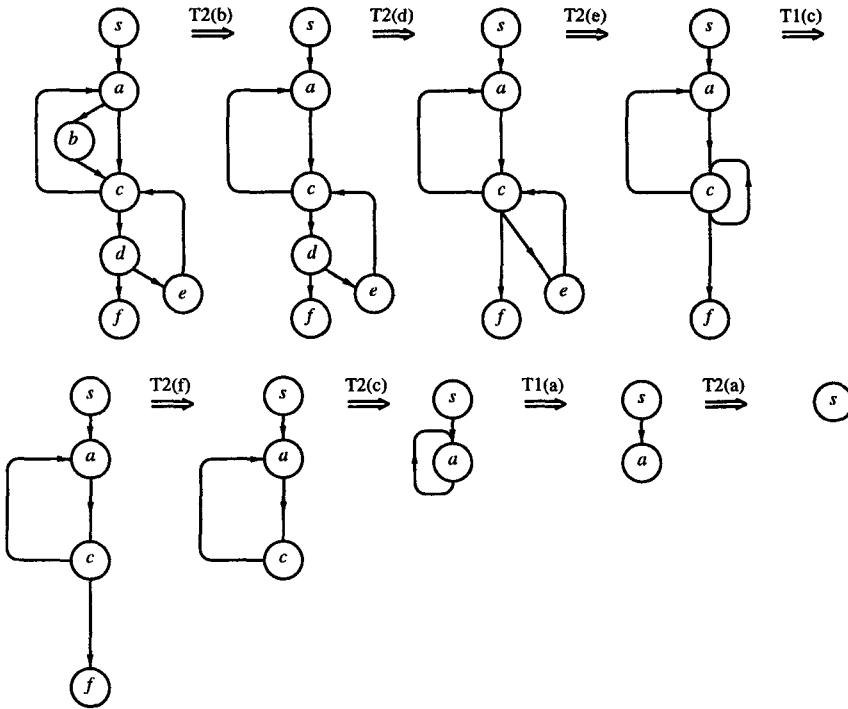 s T2(b) s T2(d) s T2(e) s T1(c)
a a a a
b
c c c c
d d
e e e
f f f f
s T2(f) s T2(c) s T1(a) s T2(a) s
a a a a
c c
f